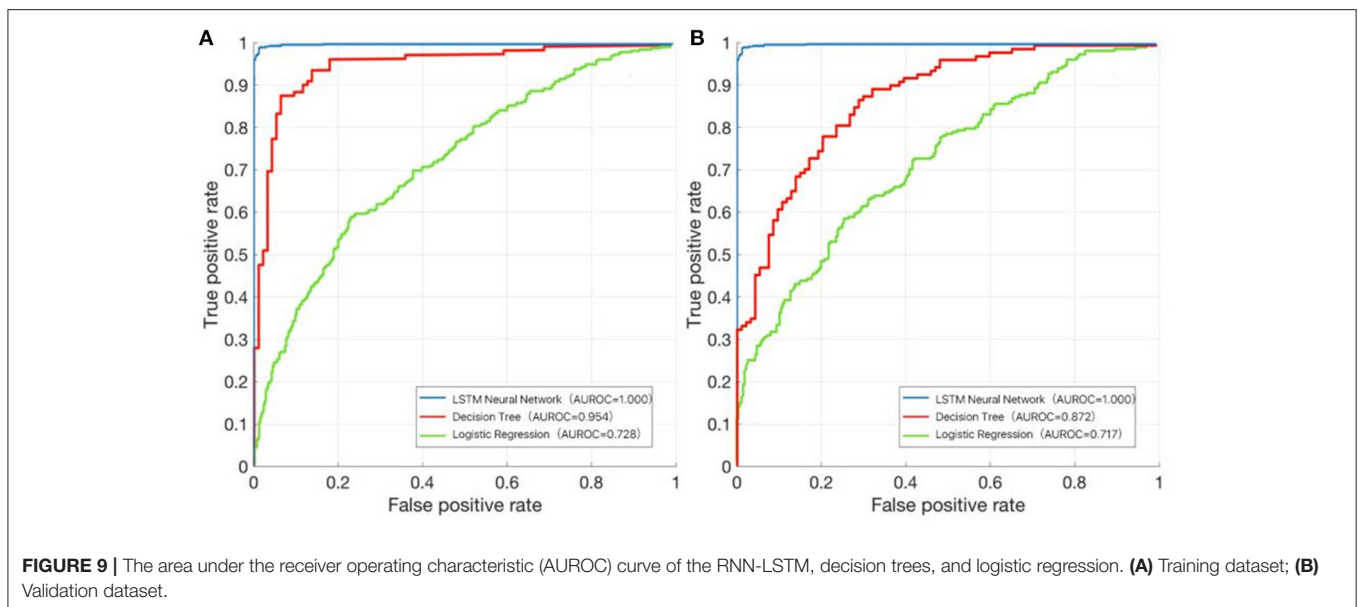 A
1
0.9
0.8
0.7
0.6
0.5
0.4
0.3
0.2
0.1
0
True positive rate
LSTM Neural Network (AUROC=1.000)
Decision Tree (AUROC=0.954)
Logistic Regression (AUROC=0.728)
0 0.2 0.4 0.6 0.8 1
False positive rate
B
1
0.9
0.8
0.7
0.6
0.5
0.4
0.3
0.2
0.1
0
True positive rate
LSTM Neural Network (AUROC=1.000)
Decision Tree (AUROC=0.872)
Logistic Regression (AUROC=0.717)
0 0.2 0.4 0.6 0.8 1
False positive rate
FIGURE 9 | The area under the receiver operating characteristic (AUROC) curve of the RNN-LSTM, decision trees, and logistic regression. (A) Training dataset; (B)
Validation dataset.